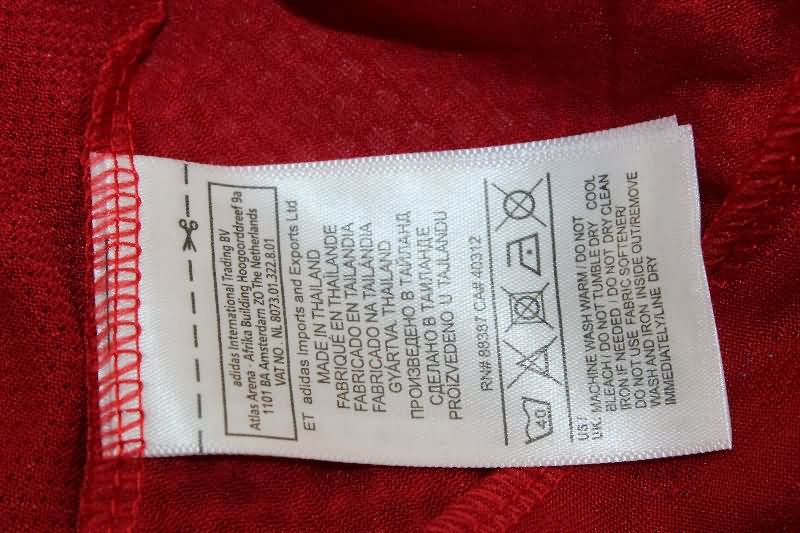 adidas International Trading BV
Atlas Arena - Afrika Building Hoogoorddreef 9a
1101 BA Amsterdam ZO The Netherlands
VAT NO. NL 8073.01.322.8.01
ET adidas Imports and Exports Ltd
MADE IN THAILAND
FABRIQUÉ EN THAÏLANDE
FABRICADO EN TAILANDIA
FABRICADO NA TAILÂNDIA
GYÁRTVA, THAILAND
ПРОИЗВЕДЕНО В ТАЙЛАНД
СДЕЛАНО В ТАИЛАНДЕ
PROIZVEDENO U TAJLANDU
RN# 88387 CA# 40312
40
US /
UK: MACHINE WASH WARM / DO NOT
BLEACH / DO NOT TUMBLE DRY COOL
IRON IF NEEDED / DO NOT DRY CLEAN
DO NOT USE FABRIC SOFTENER/
WASH AND IRON INSIDE OUT/REMOVE
IMMEDIATELY/LINE DRY